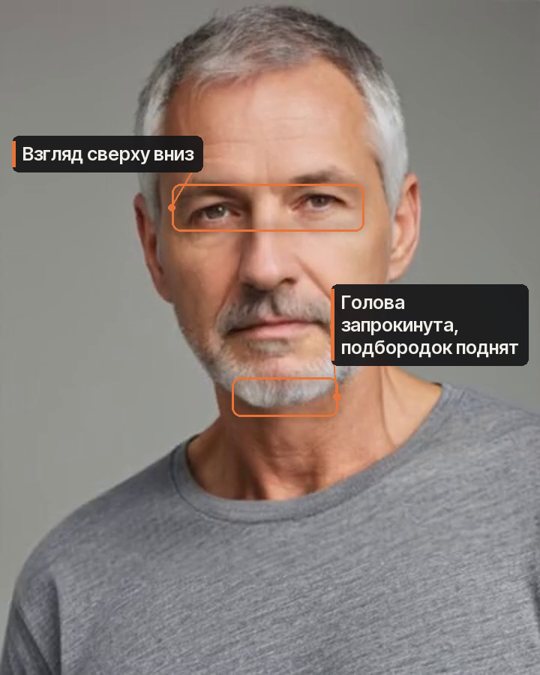 Взгляд сверху вниз
Голова
запрокинута,
подбородок поднят